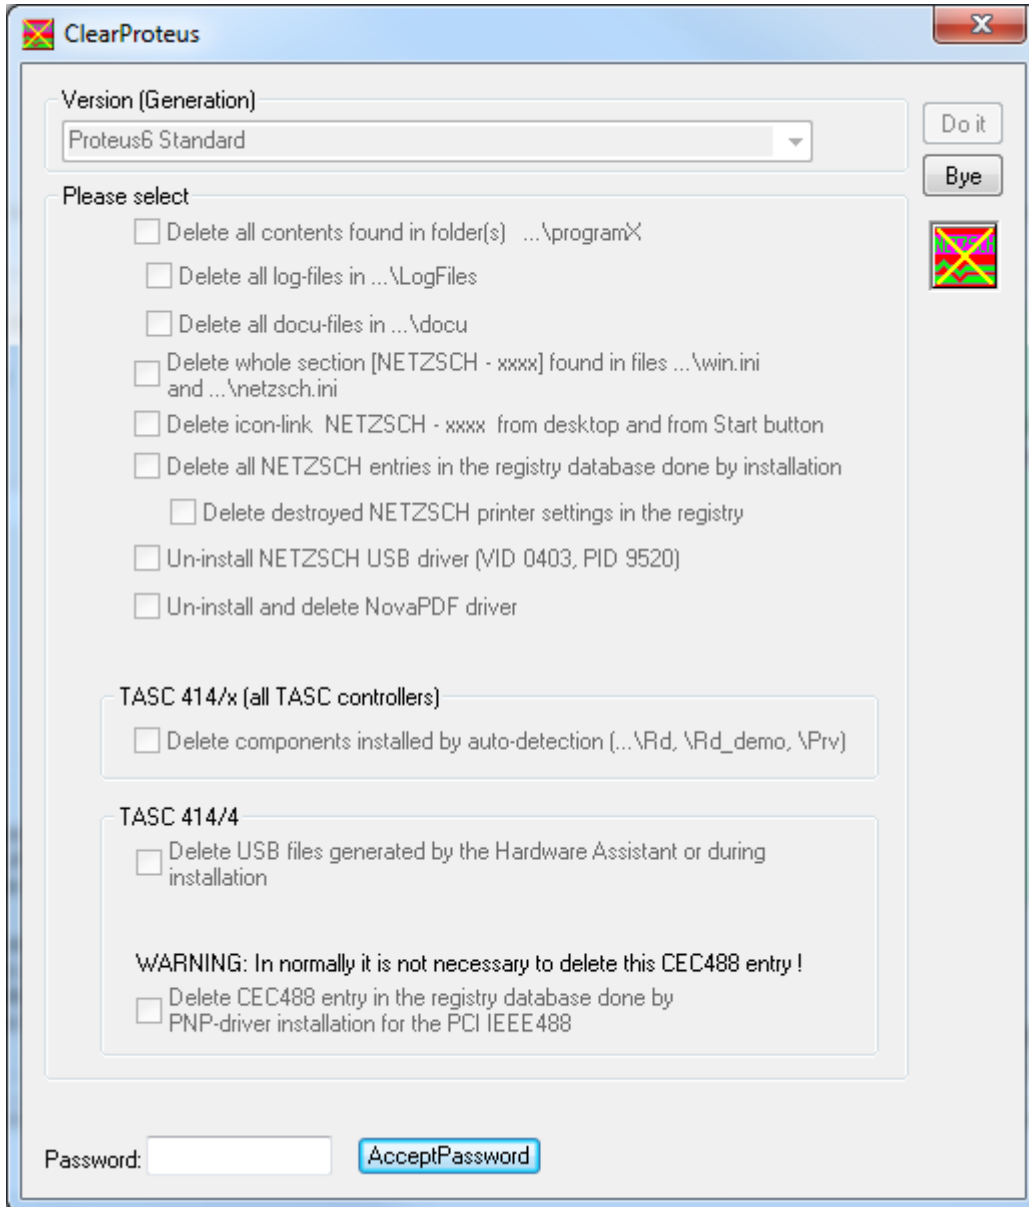 ClearProteus
Version (Generation)
Proteus6 Standard
Do it
Bye
Please select
Delete all contents found in folder(s) ...\programX
Delete all log-files in ...\LogFiles
Delete all docu-files in ...\docu
Delete whole section [NETZSCH - xxxx] found in files ...\win.ini
and ...\netzsch.ini
Delete icon-link NETZSCH - xxxx from desktop and from Start button
Delete all NETZSCH entries in the registry database done by installation
Delete destroyed NETZSCH printer settings in the registry
Un-install NETZSCH USB driver (VID 0403, PID 9520)
Un-install and delete NovaPDF driver
TASC 414/x (all TASC controllers)
Delete components installed by auto-detection (...\Rd, \Rd_demo, \Prv)
TASC 414/4
Delete USB files generated by the Hardware Assistant or during
installation
WARNING: In normally it is not necessary to delete this CEC488 entry !
Delete CEC488 entry in the registry database done by
PNP-driver installation for the PCI IEEE488
Password:
AcceptPassword
NETZSCH